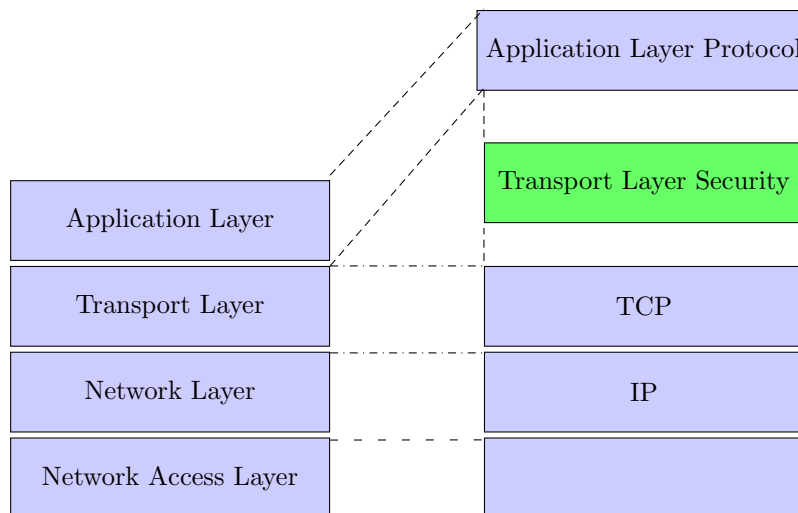 Application Layer Protocol
Transport Layer Security
Application Layer
Transport Layer
TCP
Network Layer
IP
Network Access Layer